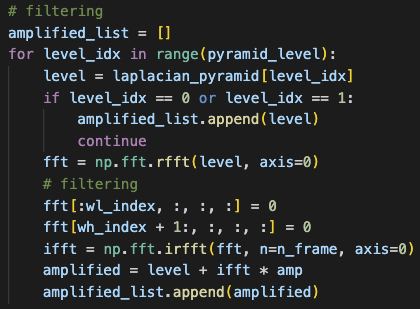 # filtering
amplified_list = []
for level_idx in range(pyramid_level):
    level = laplacian_pyramid[level_idx]
    if level_idx == 0 or level_idx == 1:
        amplified_list.append(level)
        continue
    fft = np.fft.rfft(level, axis=0)
    # filtering
    fft[:wl_index, :, :, :] = 0
    fft[wh_index + 1:, :, :, :] = 0
    ifft = np.fft.irfft(fft, n=n_frame, axis=0)
    amplified = level + ifft * amp
    amplified_list.append(amplified)